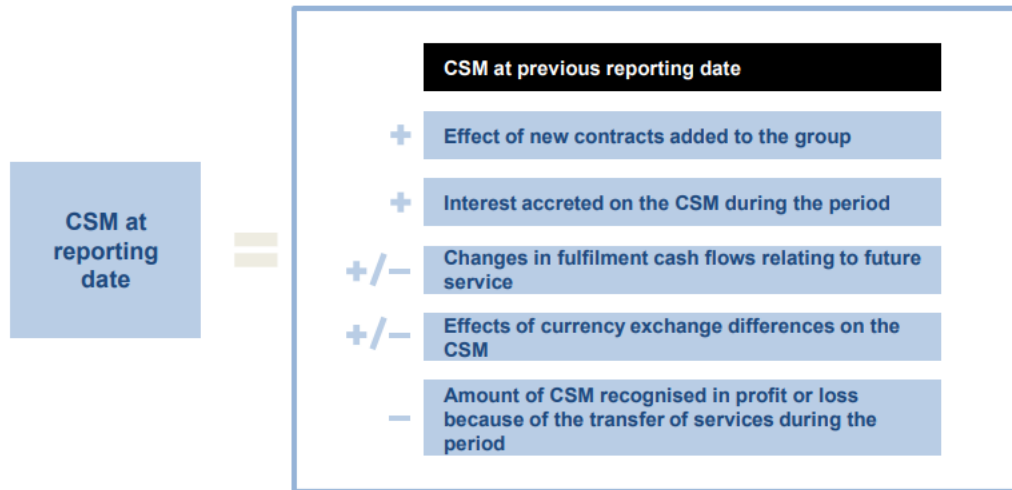 CSM at
reporting
date
=
CSM at previous reporting date
+ Effect of new contracts added to the group
+ Interest accreted on the CSM during the period
+/− Changes in fulfilment cash flows relating to future
service
+/− Effects of currency exchange differences on the
CSM
− Amount of CSM recognised in profit or loss
because of the transfer of services during the
period